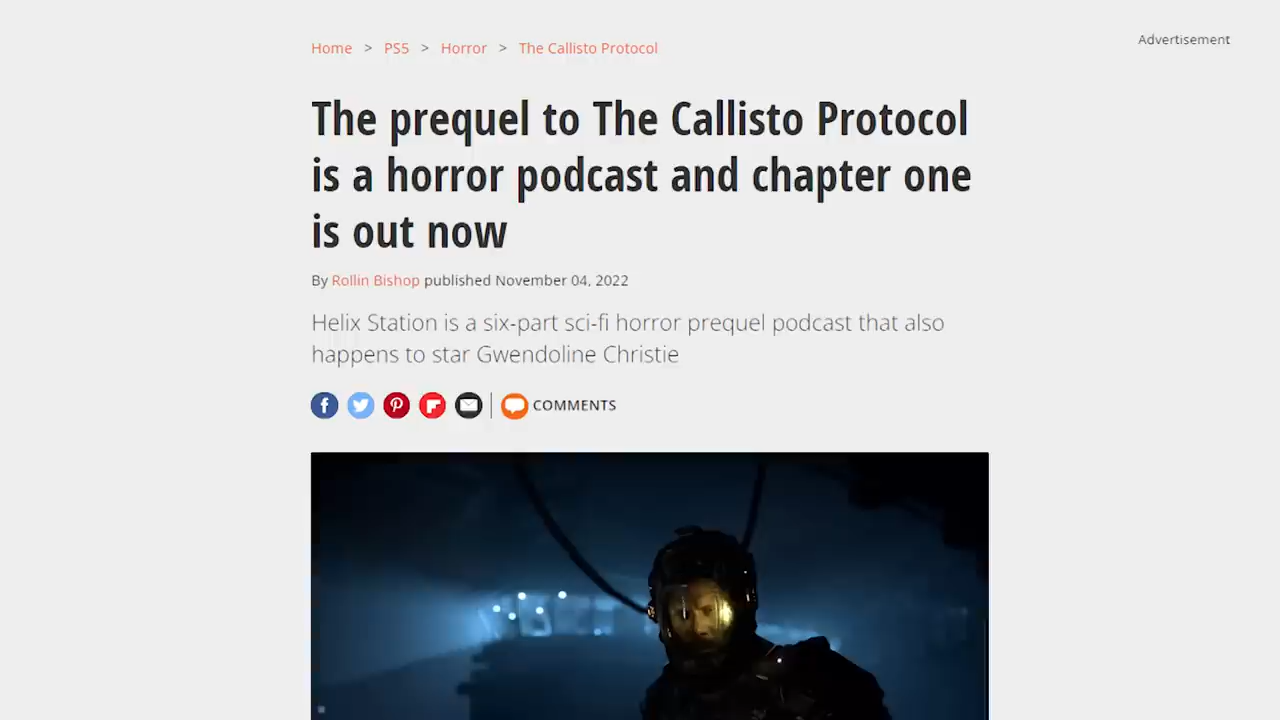 Home > PS5 > Horror > The Callisto Protocol
Advertisement
The prequel to The Callisto Protocol
is a horror podcast and chapter one
is out now
By Rollin Bishop published November 04, 2022
Helix Station is a six-part sci-fi horror prequel podcast that also
happens to star Gwendoline Christie
COMMENTS